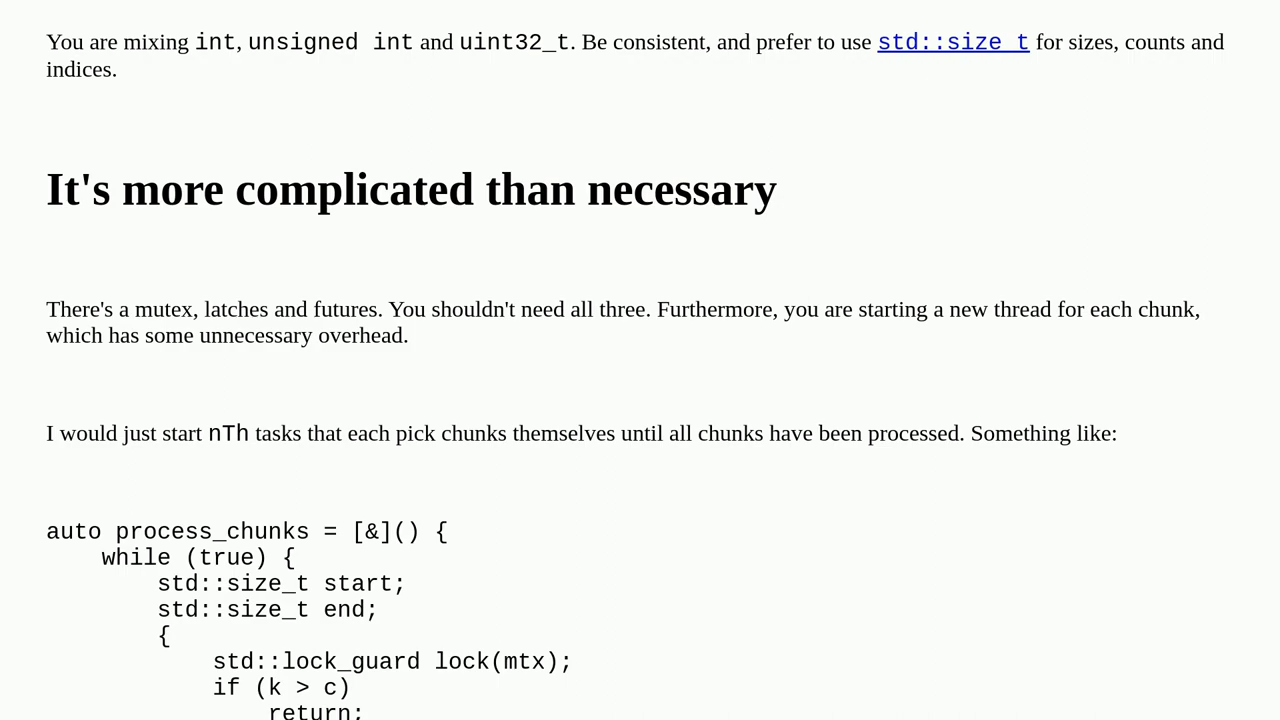 You are mixing int, unsigned int and uint32_t. Be consistent, and prefer to use std::size_t for sizes, counts and
indices.
It's more complicated than necessary
There's a mutex, latches and futures. You shouldn't need all three. Furthermore, you are starting a new thread for each chunk,
which has some unnecessary overhead.
I would just start nTh tasks that each pick chunks themselves until all chunks have been processed. Something like:
auto process_chunks = [&]() {
    while (true) {
        std::size_t start;
        std::size_t end;
        {
            std::lock_guard lock(mtx);
            if (k > c)
                return;